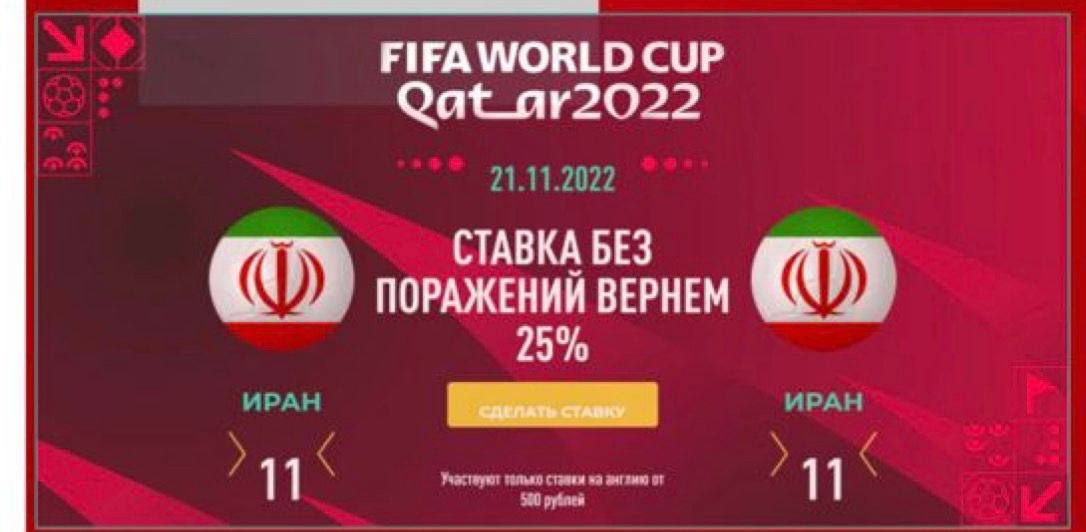 FIFA WORLD CUP
Qatar2022
21.11.2022
СТАВКА БЕЗ
ПОРАЖЕНИЙ ВЕРНЕМ
25%
ИРАН
СДЕЛАТЬ СТАВКУ
ИРАН
11
Участвуют только ставки на англию от
500 рублей
11